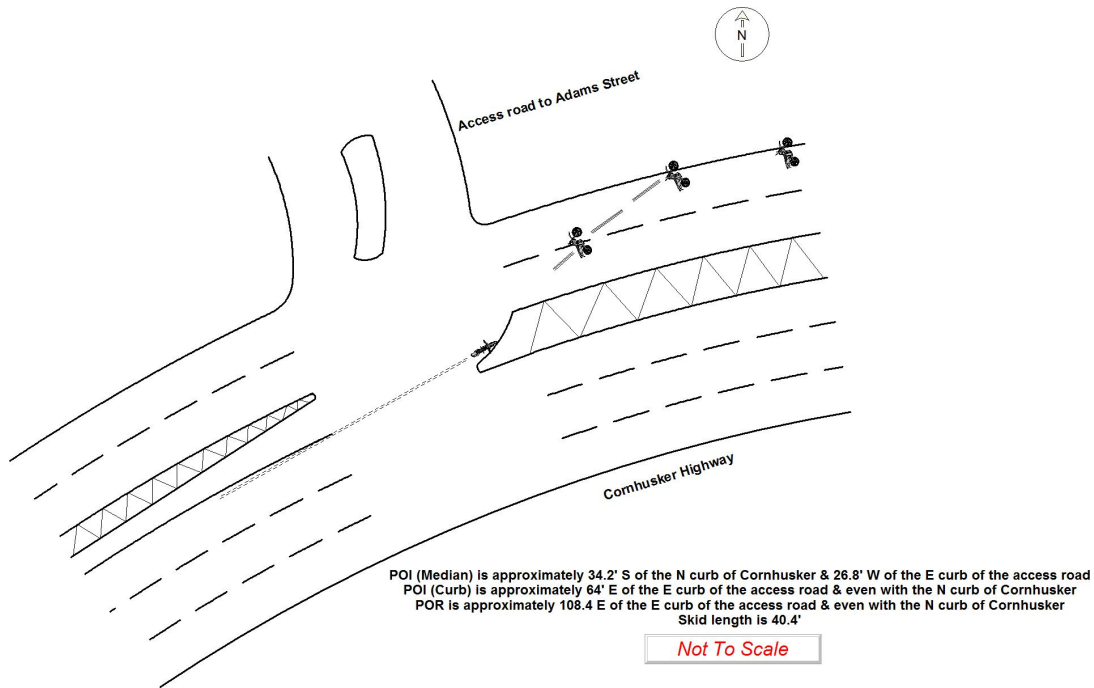 N
Access road to Adams Street
Cornhusker Highway
POI (Median) is approximately 34.2' S of the N curb of Cornhusker & 26.8' W of the E curb of the access road
POI (Curb) is approximately 64' E of the E curb of the access road & even with the N curb of Cornhusker
POR is approximately 108.4 E of the E curb of the access road & even with the N curb of Cornhusker
Skid length is 40.4'
Not To Scale